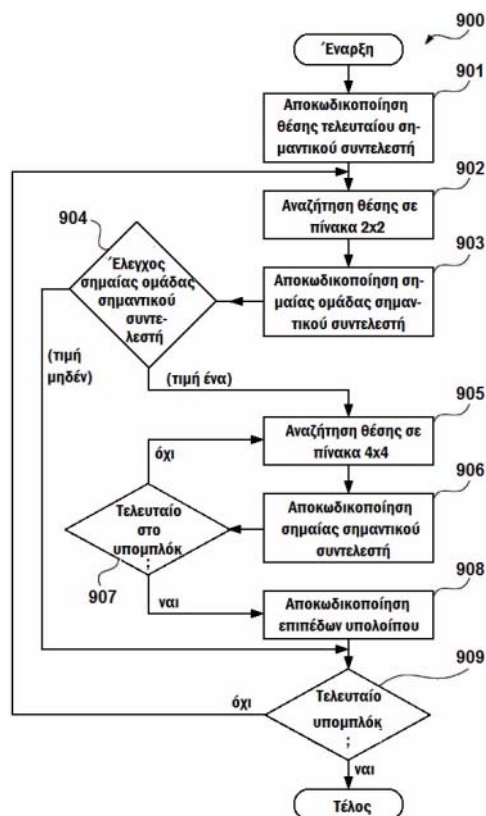 900
Έναρξη
901
Αποκωδικοποίηση
θέσης τελευταίου ση-
μαντικού συντελεστή
902
Αναζήτηση θέσης σε
πίνακα 2x2
903
Αποκωδικοποίηση ση-
μαίας ομάδας σημαντ-
ικού συντελεστή
904
Έλεγχος
σημαίας ομάδας
σημαντικού
συντε-
λεστή
(τιμή
μηδέν)
(τιμή ένα)
905
Αναζήτηση θέσης σε
πίνακα 4x4
906
Αποκωδικοποίηση
σημαίας σημαντικού
συντελεστή
όχι
Τελευταίο
στο
υπομπλόκ
;
907
ναι
908
Αποκωδικοποίηση
επιπέδων υπολοίπου
909
Τελευταίο
υπομπλόκ
;
όχι
ναι
Τέλος